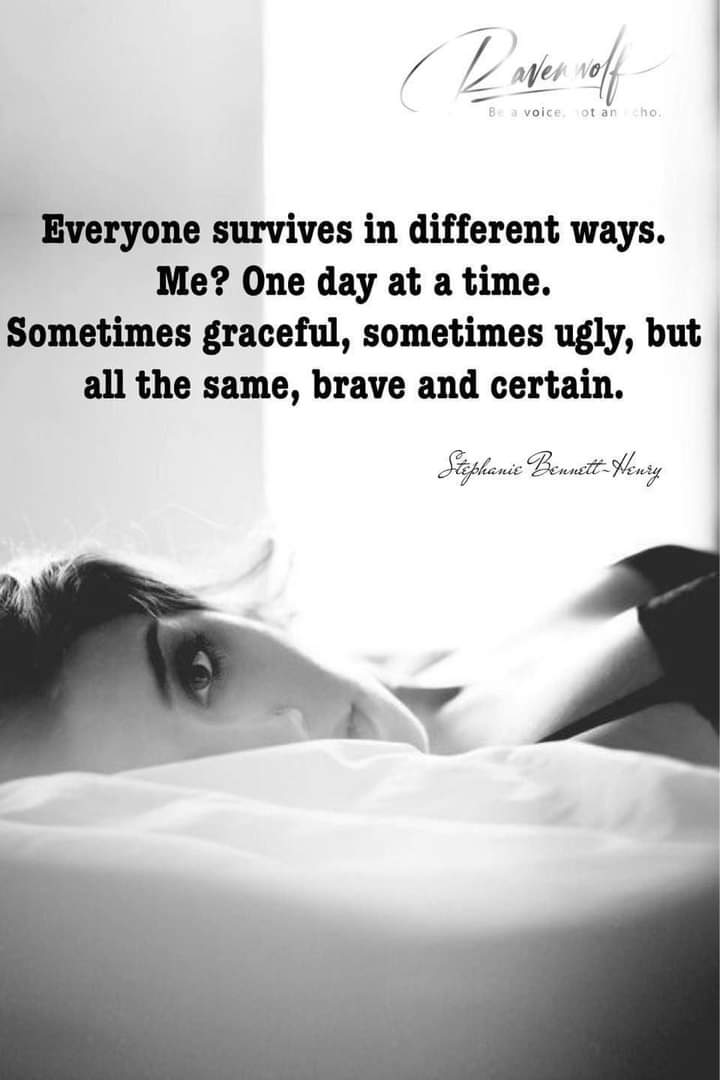 Ravenwolf
Be a voice, not an echo.
Everyone survives in different ways.
Me? One day at a time.
Sometimes graceful, sometimes ugly, but
all the same, brave and certain.
Stephanie Bennett-Henry